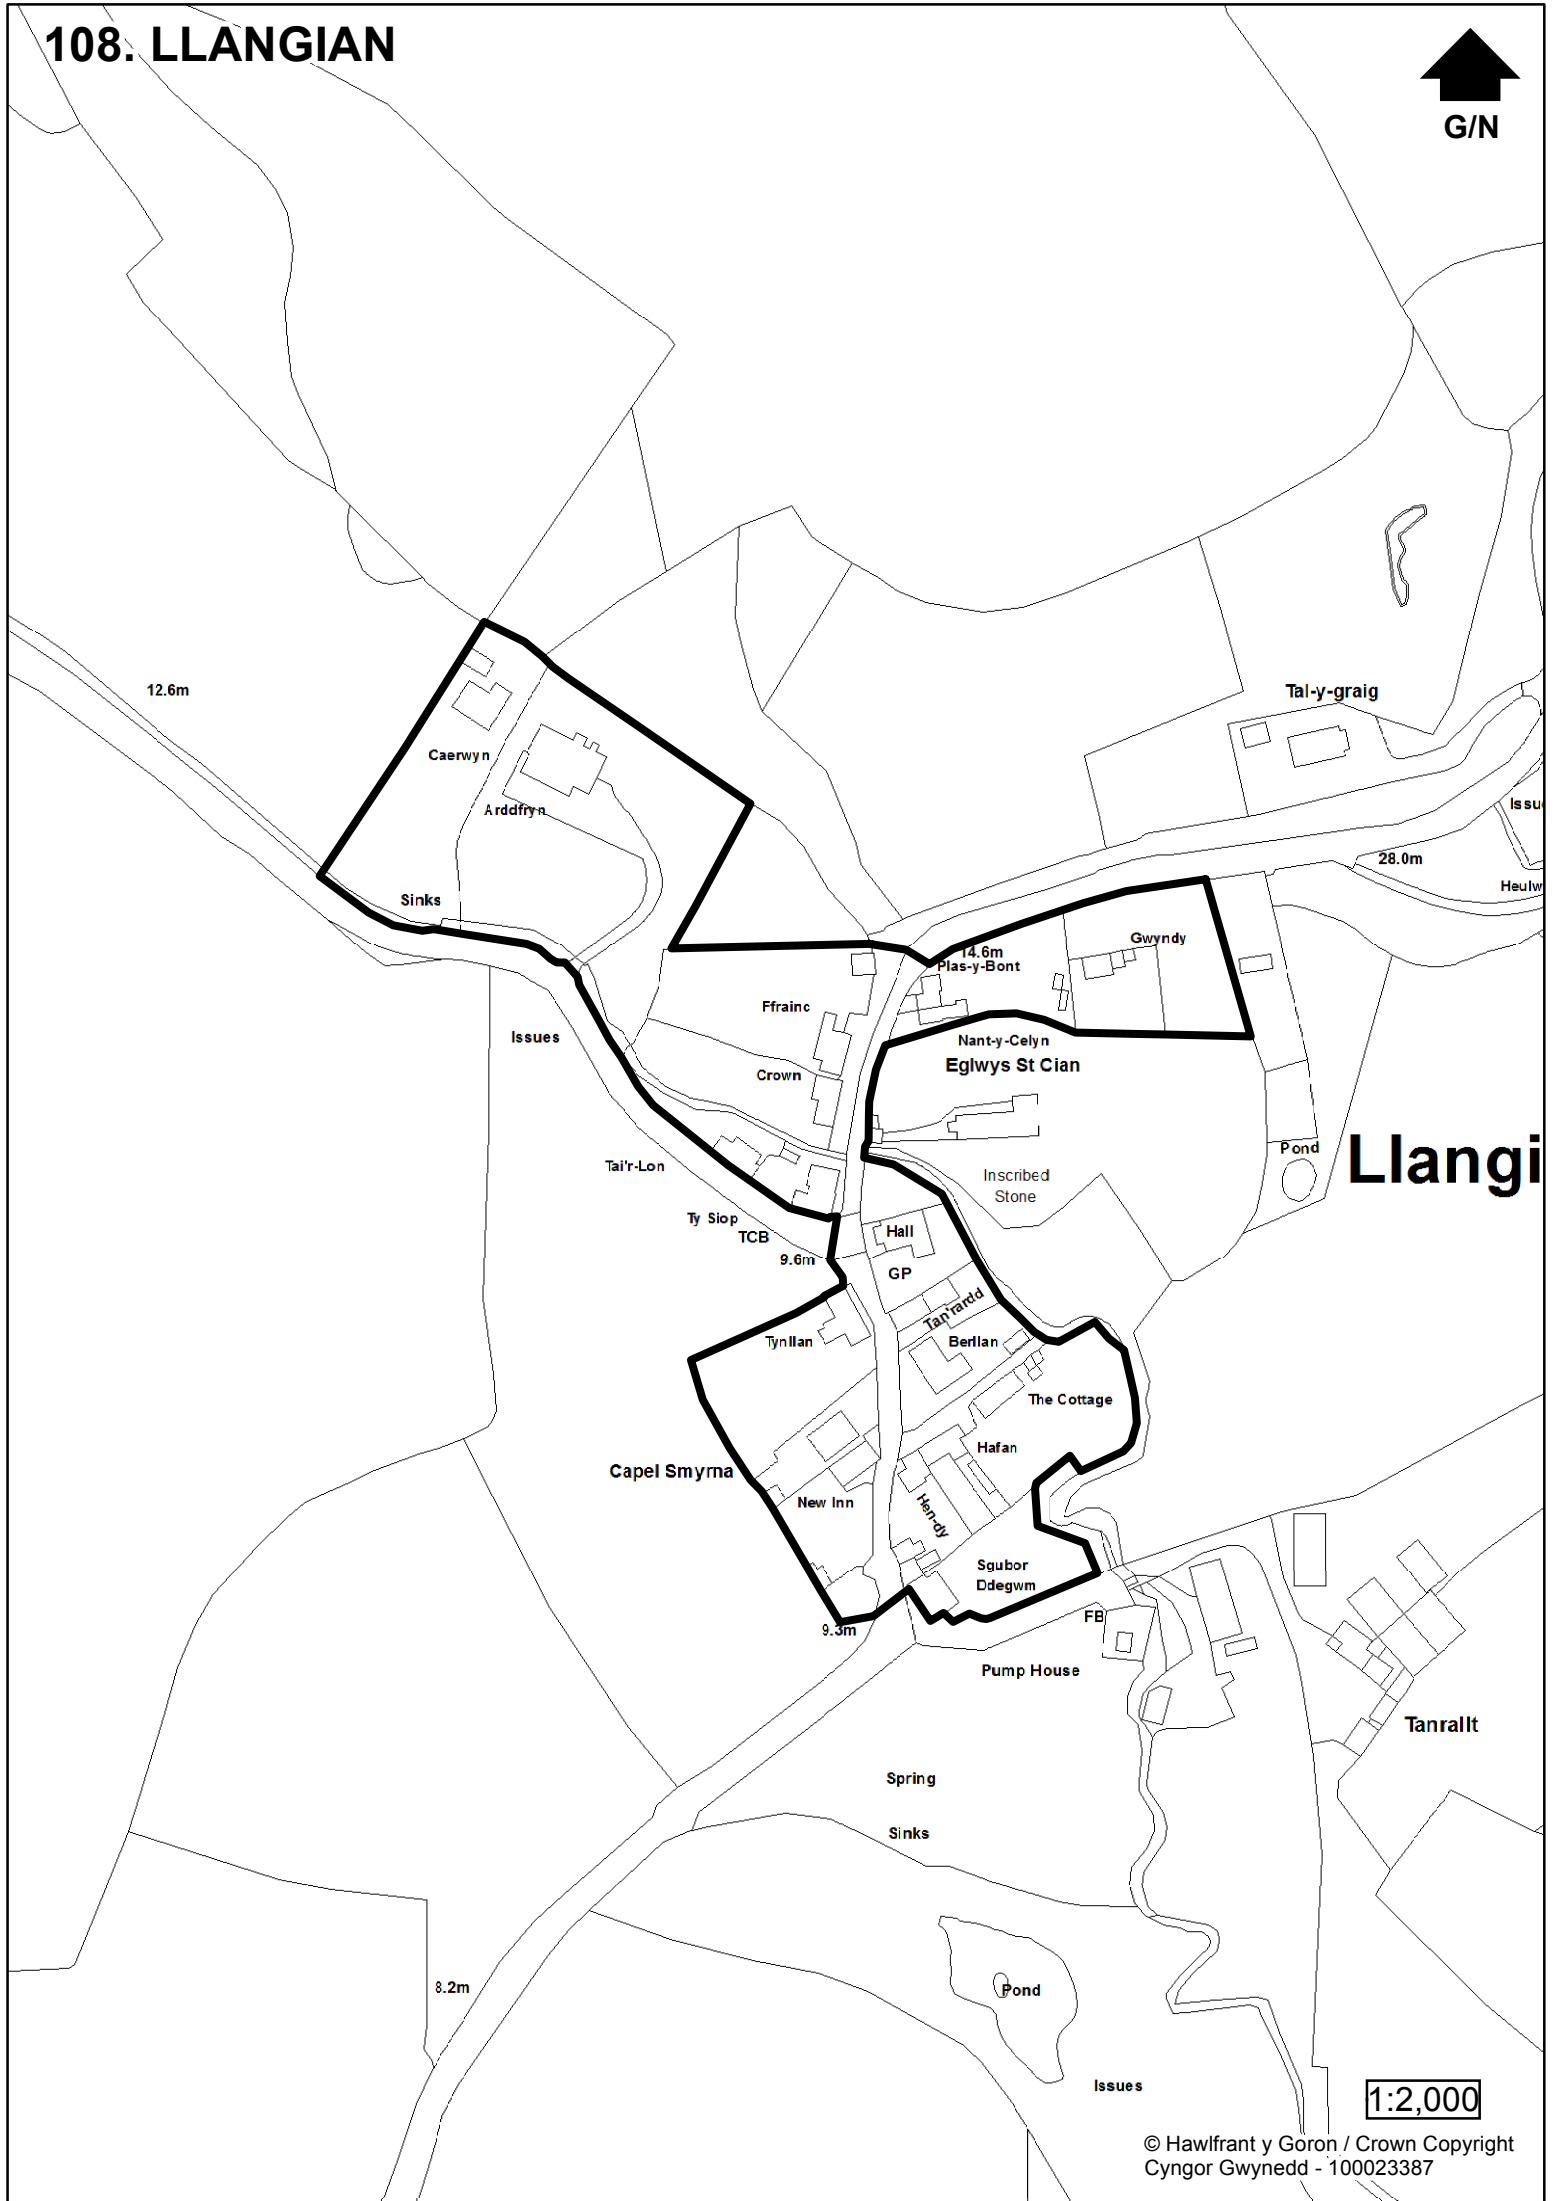 108. LLANGIAN
G/N
12.6m
Tal-y-graig
Caerwyn
Arddfryn
28.0m
Sinks
Gwyndy
14.6m
Plas-y-Bont
Ffrainc
Issues
Nant-y-Celyn
Eglwys St Cian
Crown
Pond
Llangi
Tai'r-Lon
Inscribed
Stone
Ty Siop
TCB
Hall
9.6m
GP
Tan'rardd
Tynllan
Berllan
The Cottage
Hafan
Capel Smyrna
New Inn
Hen-dy
Sgubor
Ddegwm
FB
9.3m
Pump House
Tanrallt
Spring
Sinks
8.2m
Pond
Issues
1:2,000
© Hawlfrant y Goron / Crown Copyright
Cyngor Gwynedd - 100023387